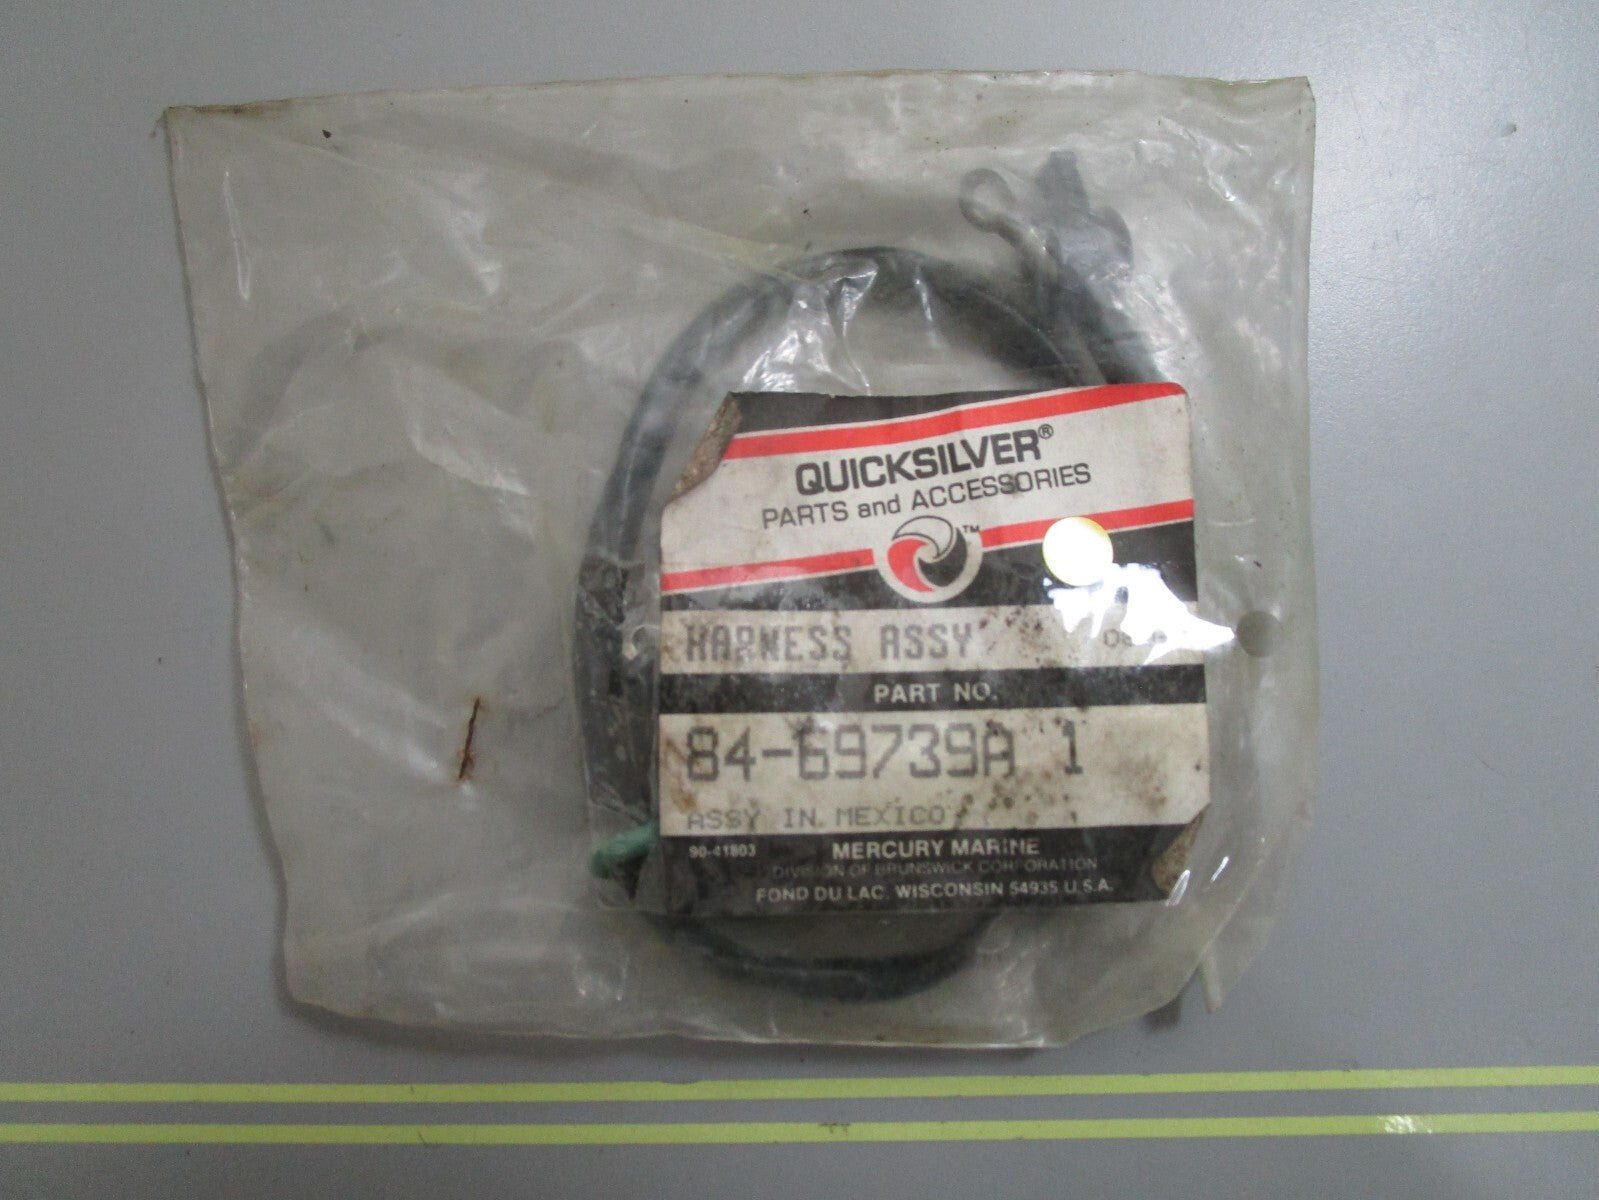 QUICKSILVER®
PARTS and ACCESSORIES
TM
HARNESS ASSY
PART NO.
84-69739A 1
ASSY IN MEXICO
90-41803 MERCURY MARINE
DIVISION OF BRUNSWICK CORPORATION
FOND DU LAC, WISCONSIN 54935 U.S.A.